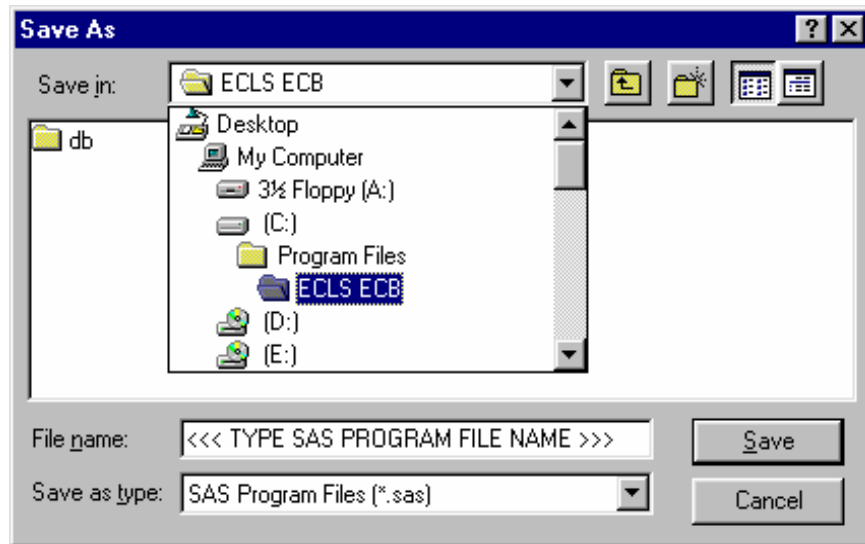 Save As
Save in:
ECLS ECB
db
Desktop
My Computer
3½ Floppy (A:)
(C:)
Program Files
ECLS ECB
(D:)
(E:)
File name:
<<< TYPE SAS PROGRAM FILE NAME >>>
Save
Save as type:
SAS Program Files (*.sas)
Cancel